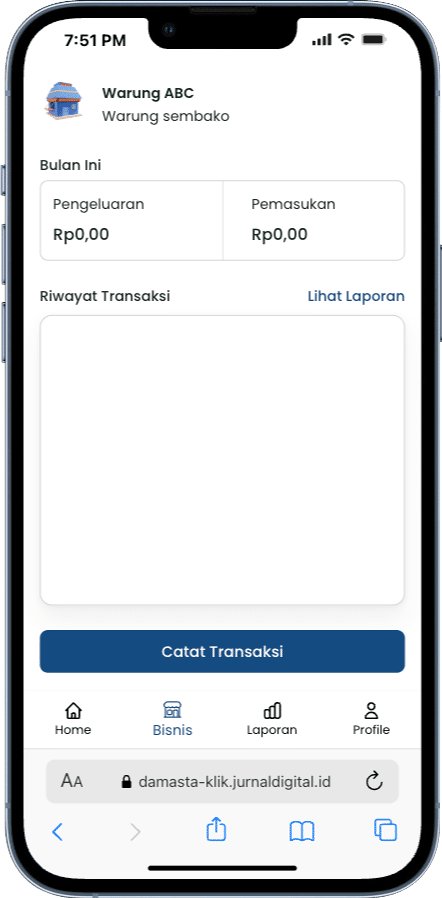 7:51 PM
Warung ABC
Warung sembako
Bulan Ini
Pengeluaran
Rp0,00
Pemasukan
Rp0,00
Riwayat Transaksi
Lihat Laporan
Catat Transaksi
Home
Bisnis
Laporan
Profile
AA
damasta-klik.jurnaldigital.id